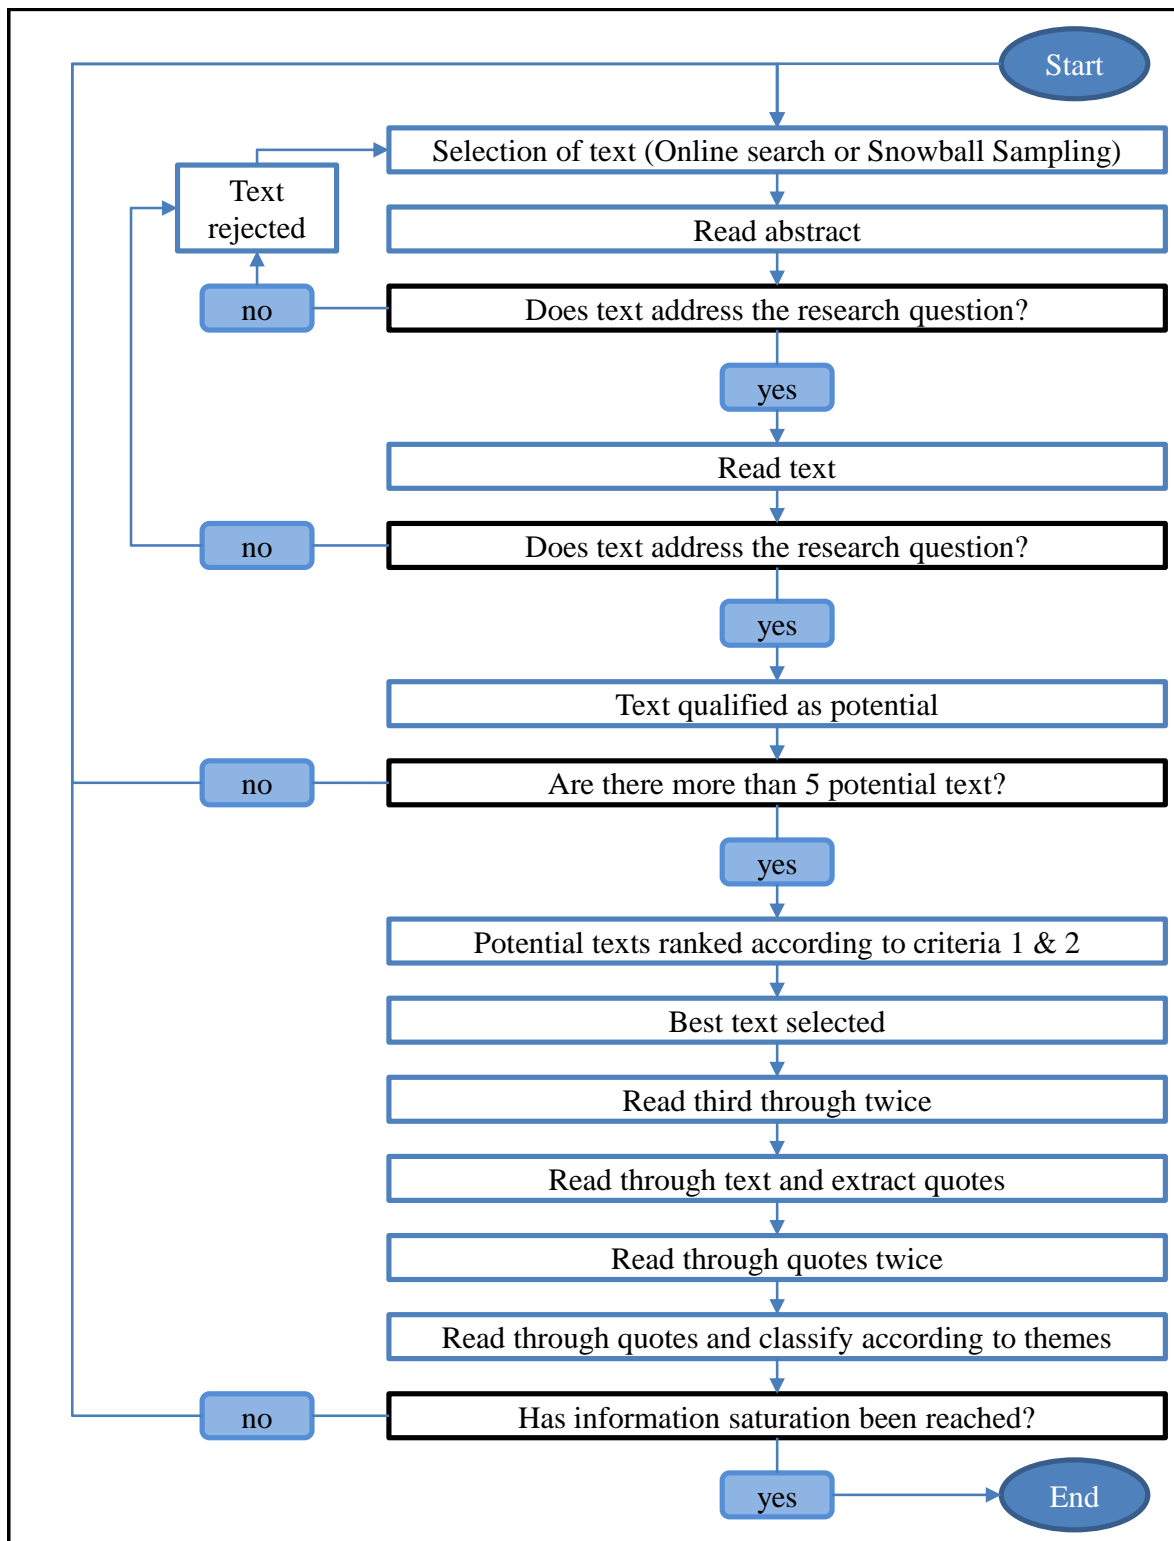 Start
Selection of text (Online search or Snowball Sampling)
Text
rejected
Read abstract
no
Does text address the research question?
yes
Read text
no
Does text address the research question?
yes
Text qualified as potential
no
Are there more than 5 potential text?
yes
Potential texts ranked according to criteria 1 & 2
Best text selected
Read third through twice
Read through text and extract quotes
Read through quotes twice
Read through quotes and classify according to themes
no
Has information saturation been reached?
yes
End